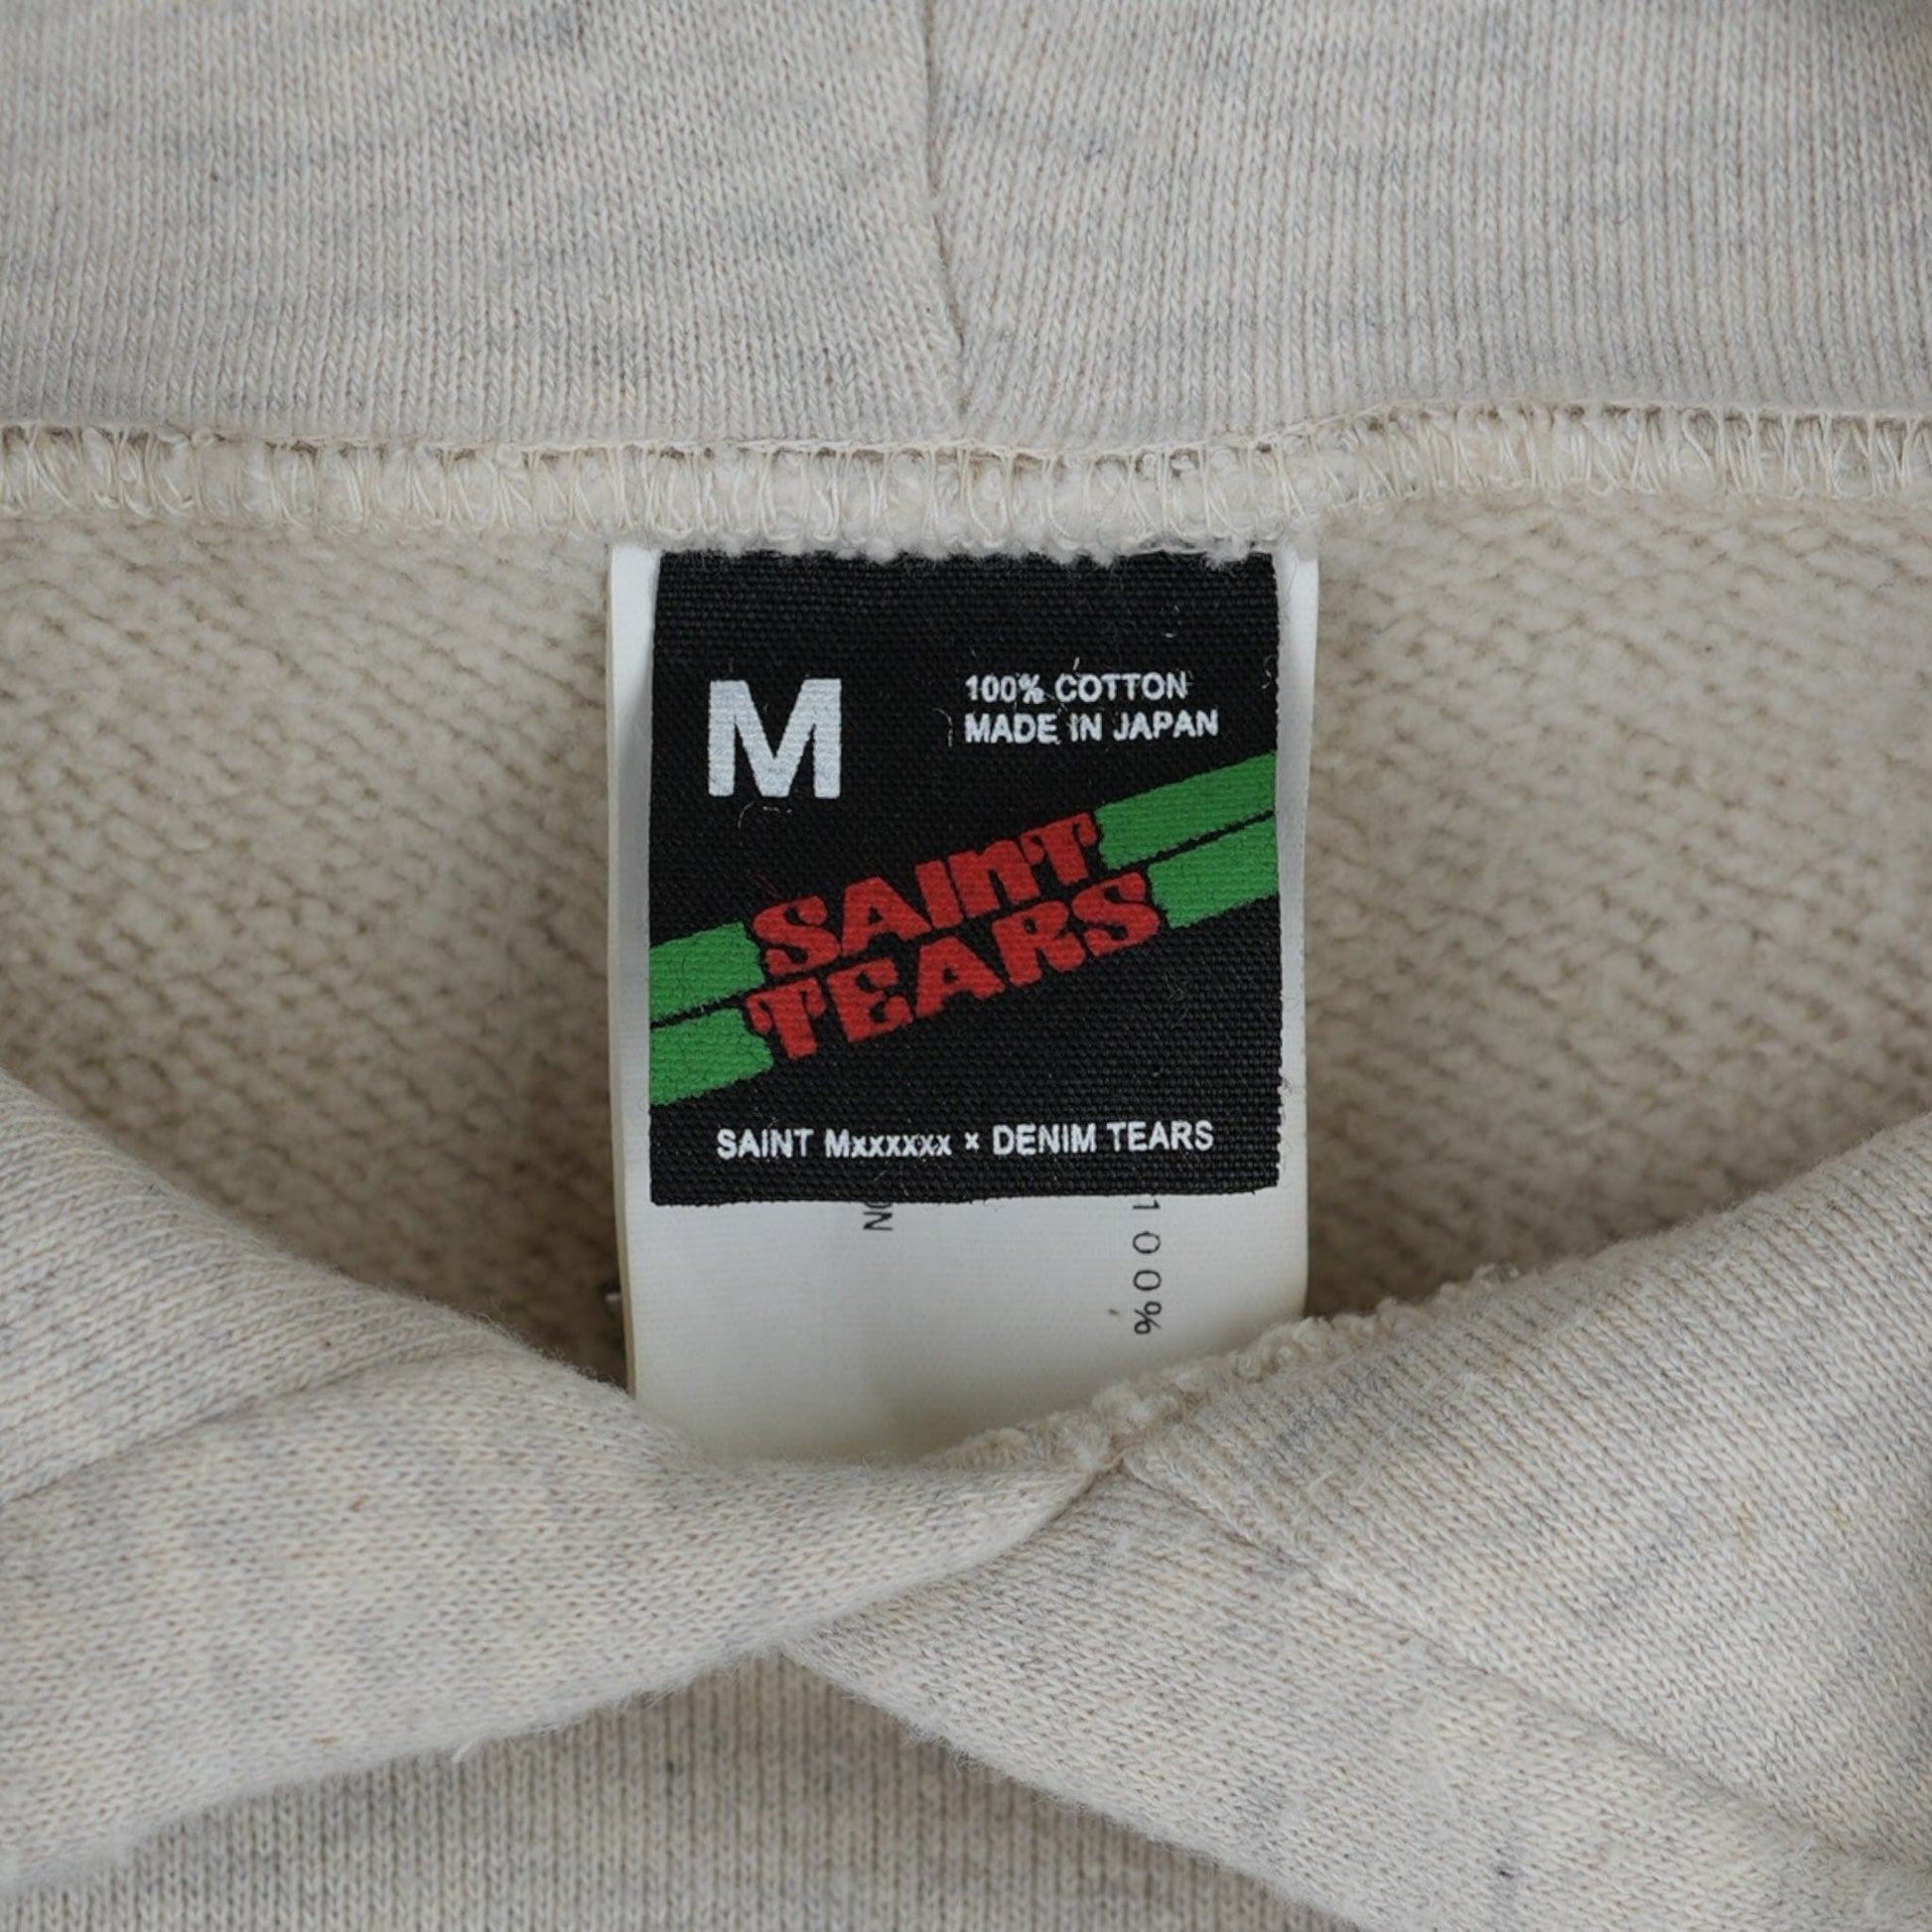 M
100% COTTON
MADE IN JAPAN
SAINT
TEARS
SAINT Mxxxxxx × DENIM TEARS
100%